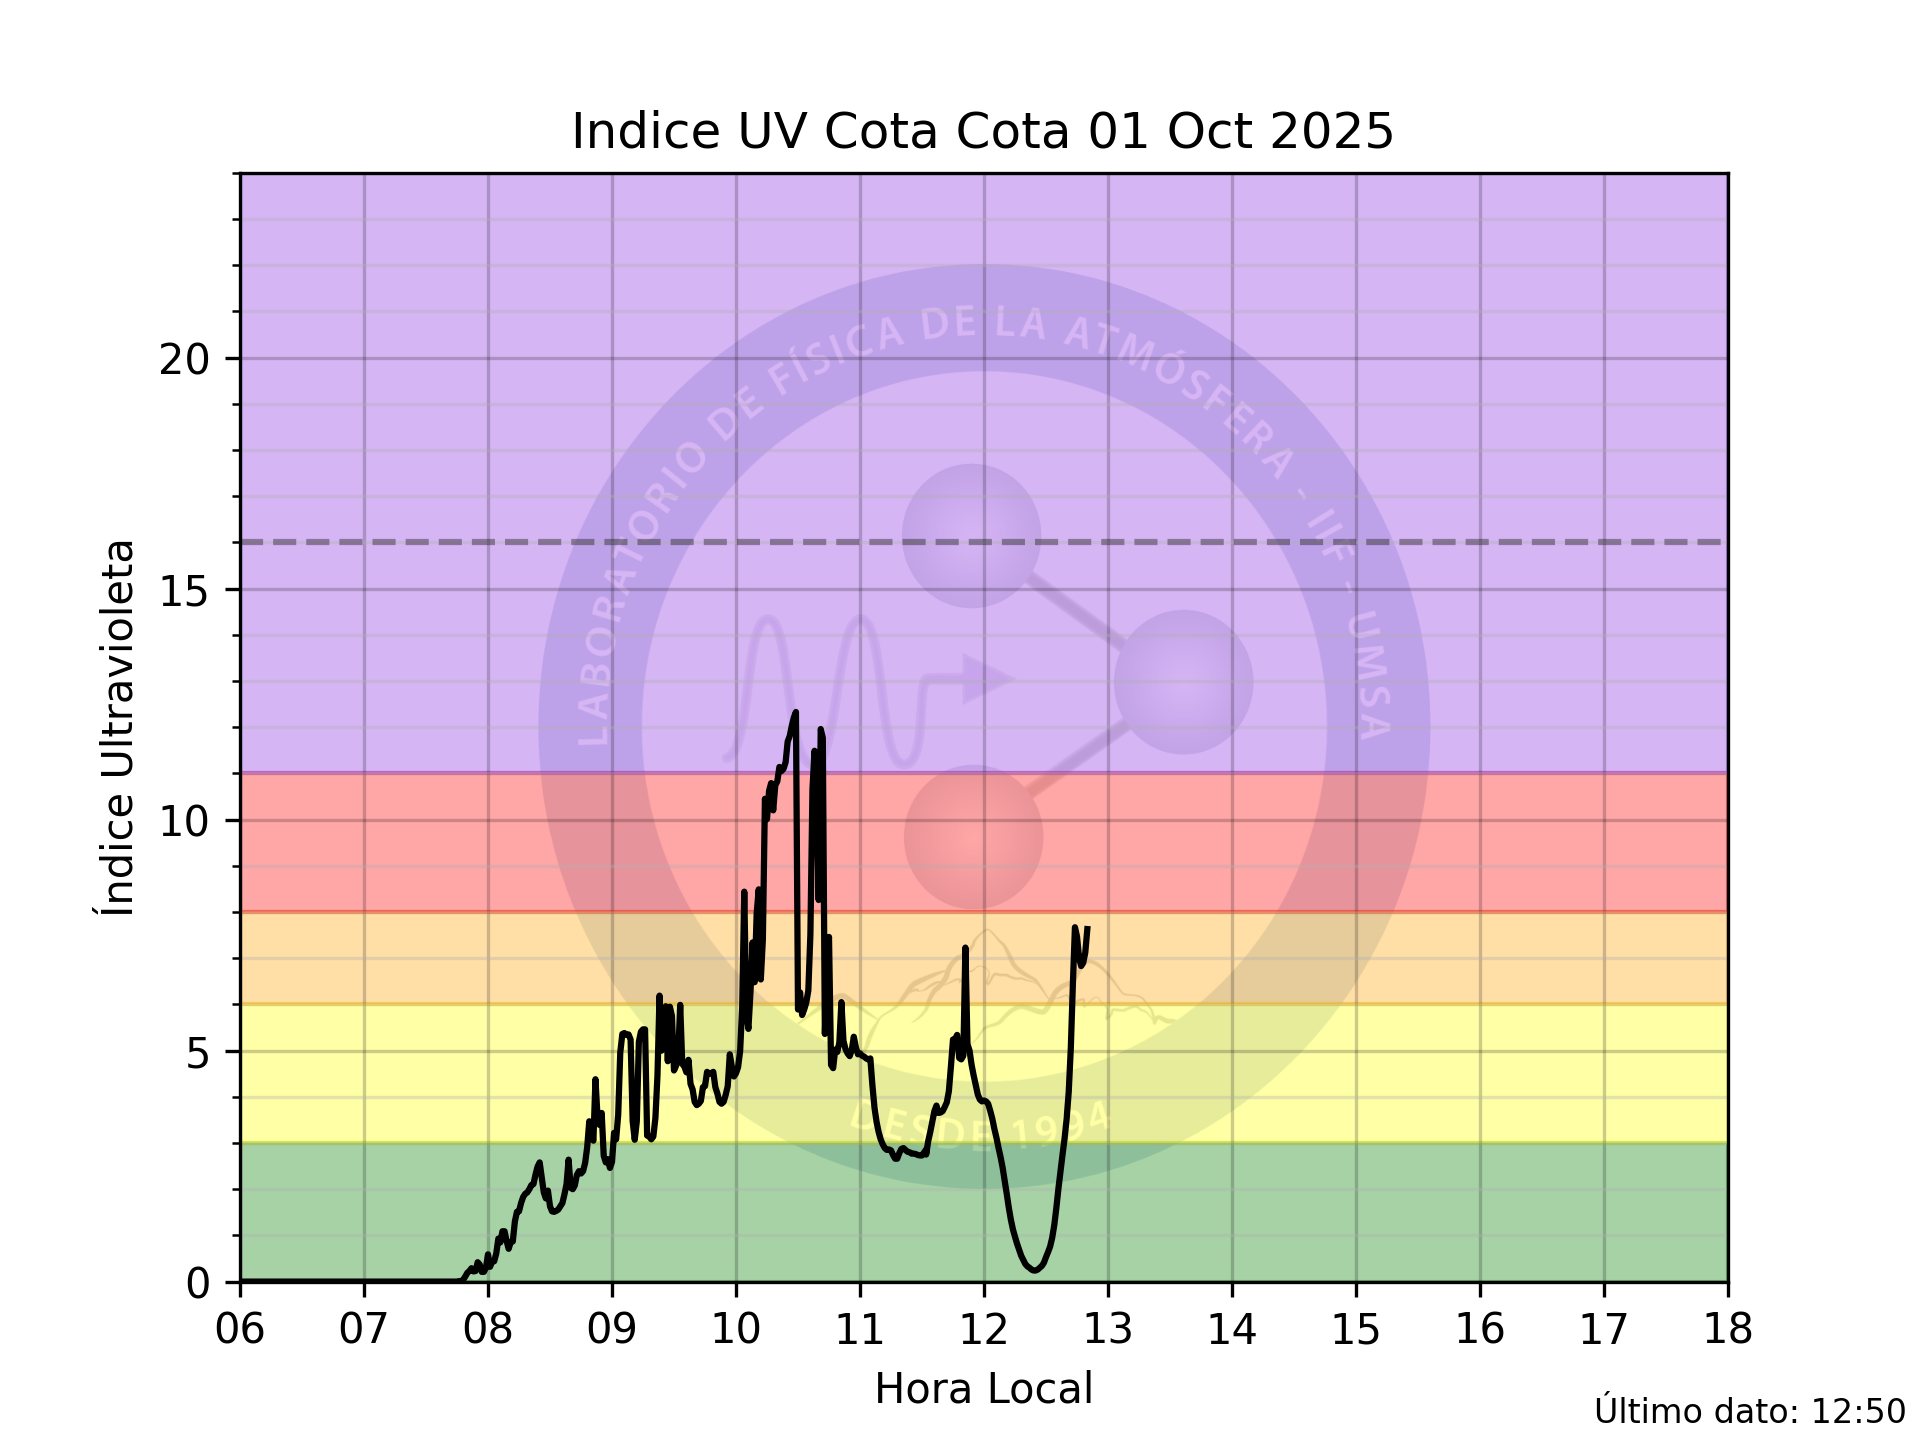 Indice UV Cota Cota 01 Oct 2025
LABORATORIO DE FÍSICA DE LA ATMÓSFERA - IIF - UMSA
DESDE 1994
Índice Ultravioleta
20
15
10
5
0
06 07 08 09 10 11 12 13 14 15 16 17 18
Hora Local
Último dato: 12:50